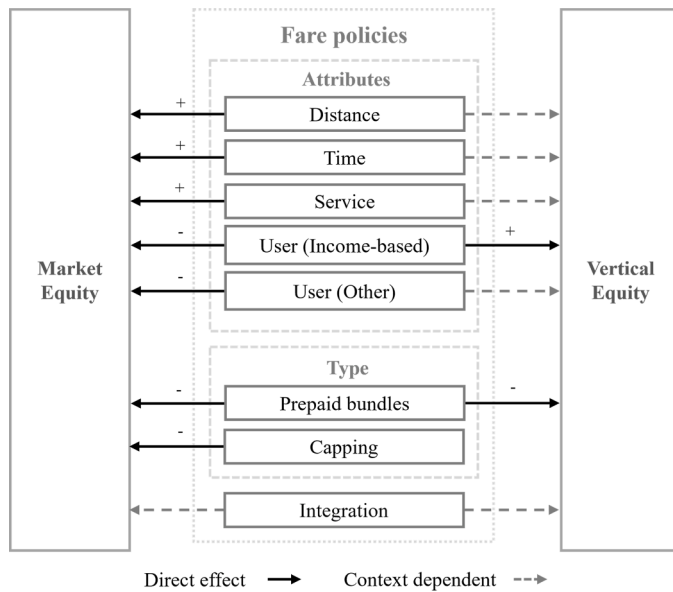 Fare policies
Attributes
+ Distance
+ Time
+ Service
- User (Income-based) +
- User (Other)
Market
Equity
Vertical
Equity
Type
- Prepaid bundles -
- Capping
Integration
Direct effect Context dependent